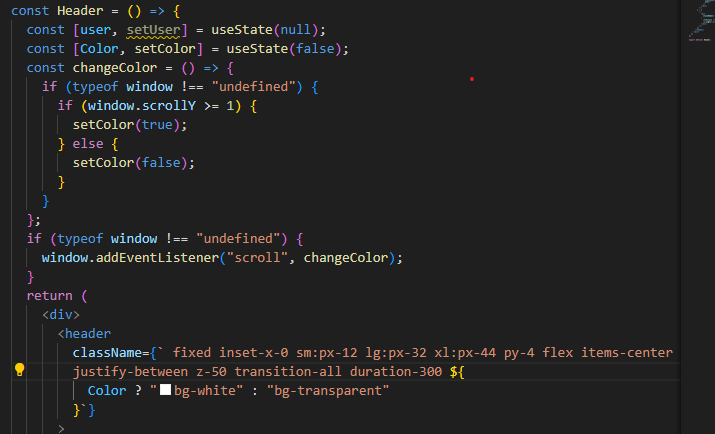 const Header = () => {
const [user, setUser] = useState(null);
const [Color, setColor] = useState(false);
const changeColor = () => {
if (typeof window !== "undefined") {
if (window.scrollY >= 1) {
setColor(true);
} else {
setColor(false);
}
}
};
if (typeof window !== "undefined") {
window.addEventListener("scroll", changeColor);
}
return (
<div>
<header
className={` fixed inset-x-0 sm:px-12 lg:px-32 xl:px-44 py-4 flex items-center
justify-between z-50 transition-all duration-300 ${
Color ? "bg-white" : "bg-transparent"
}`}
>